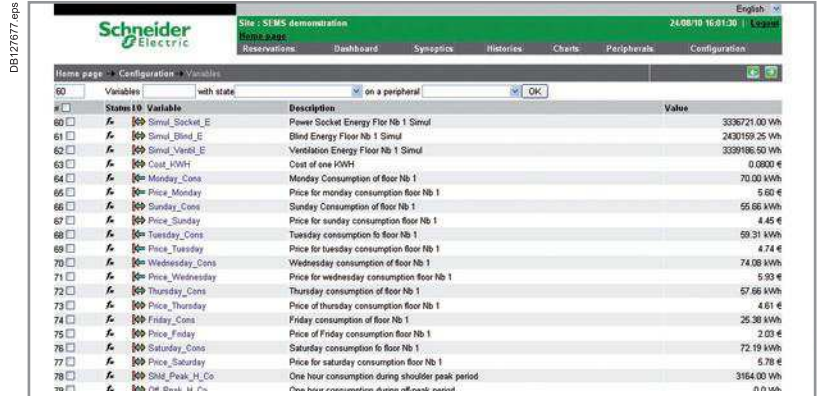 DB127677.eps
English
Schneider Electric
Site : SEMS demonstration
24/08/10 16:01:30 | Logout
Home page
Reservations Dashboard Synoptics Histories Charts Peripherals Configuration
Home page → Configuration → Variables
60 Variables with state on a peripheral OK
# Status I/O Variable Description Value
60 Simul_Socket_E Power Socket Energy Flor Nb 1 Simul 3336721.00 Wh
61 Simul_Blind_E Blind Energy Floor Nb 1 Simul 2430159.25 Wh
62 Simul_Ventil_E Ventilation Energy Floor Nb 1 Simul 3339186.50 Wh
63 Cost_KWH Cost of one KWH 0.0800 €
64 Monday_Cons Monday Consumption of floor Nb 1 70.00 kWh
65 Price_Monday Price for monday consumption floor Nb 1 5.60 €
66 Sunday_Cons Sunday Consumption of floor Nb 1 55.66 kWh
67 Price_Sunday Price for sunday consumption floor Nb 1 4.45 €
68 Tuesday_Cons Tuesday consumption fo floor Nb 1 59.31 kWh
69 Price_Tuesday Price for tuesday consumption floor Nb 1 4.74 €
70 Wednesday_Cons Wednesday consumption of floor Nb 1 74.08 kWh
71 Price_Wednesday Price for wednesday consumption floor Nb 1 5.93 €
72 Thursday_Cons Thursday consumption of floor Nb 1 57.66 kWh
73 Price_Thursday Price of thursday consumption floor Nb 1 4.61 €
74 Friday_Cons Friday consumption of floor Nb 1 25.38 kWh
75 Price_Friday Price of Friday consumption floor Nb 1 2.03 €
76 Saturday_Cons Saturday consumption fo floor Nb 1 72.19 kWh
77 Price_Saturday Price for saturday consumption floor Nb 1 5.78 €
78 Shld_Peak_H_Co One hour consumption during shoulder peak period 3164.00 Wh
79 Off_Peak_H_Co One hour consumption during off-peak period 0.0 Wh